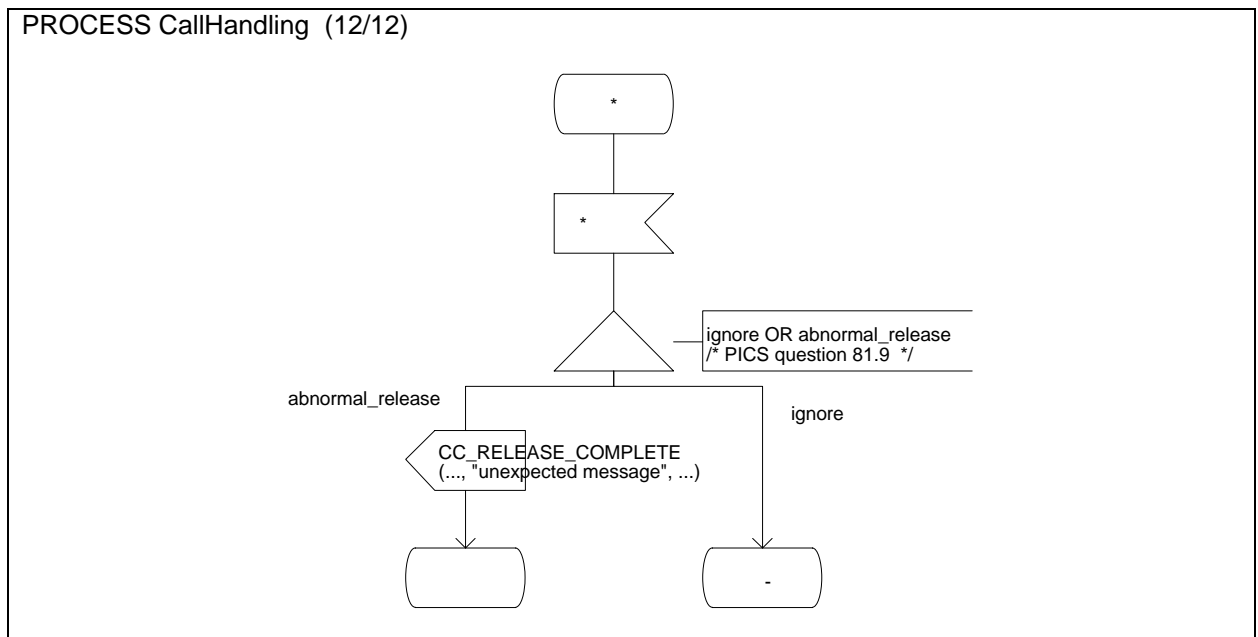 PROCESS CallHandling (12/12)
*
*
ignore OR abnormal_release
/* PICS question 81.9 */
abnormal_release
ignore
CC_RELEASE_COMPLETE
(..., "unexpected message", ...)
-